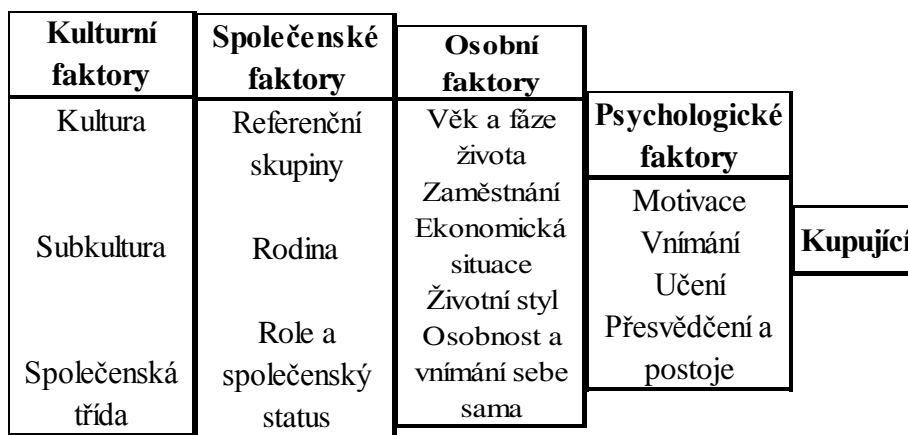 Kulturní
faktory
Kultura
Subkultura
Společenská
třída
Společenské
faktory
Referenční
skupiny
Rodina
Role a
společenský
status
Osobní
faktory
Věk a fáze
života
Zaměstnání
Ekonomická
situace
Životní styl
Osobnost a
vnímání sebe
sama
Psychologické
faktory
Motivace
Vnímání
Učení
Přesvědčení a
postoje
Kupující